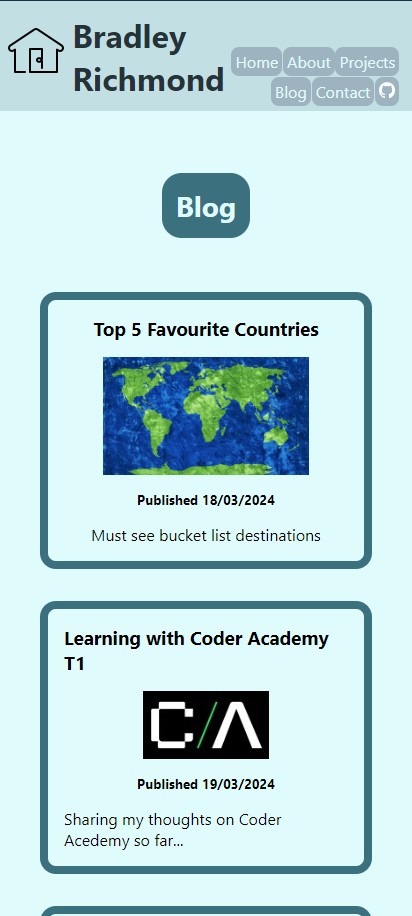 Bradley
Richmond
Home About Projects
Blog Contact
Blog
Top 5 Favourite Countries
Published 18/03/2024
Must see bucket list destinations
Learning with Coder Academy
T1
C/A
Published 19/03/2024
Sharing my thoughts on Coder
Acedemy so far...